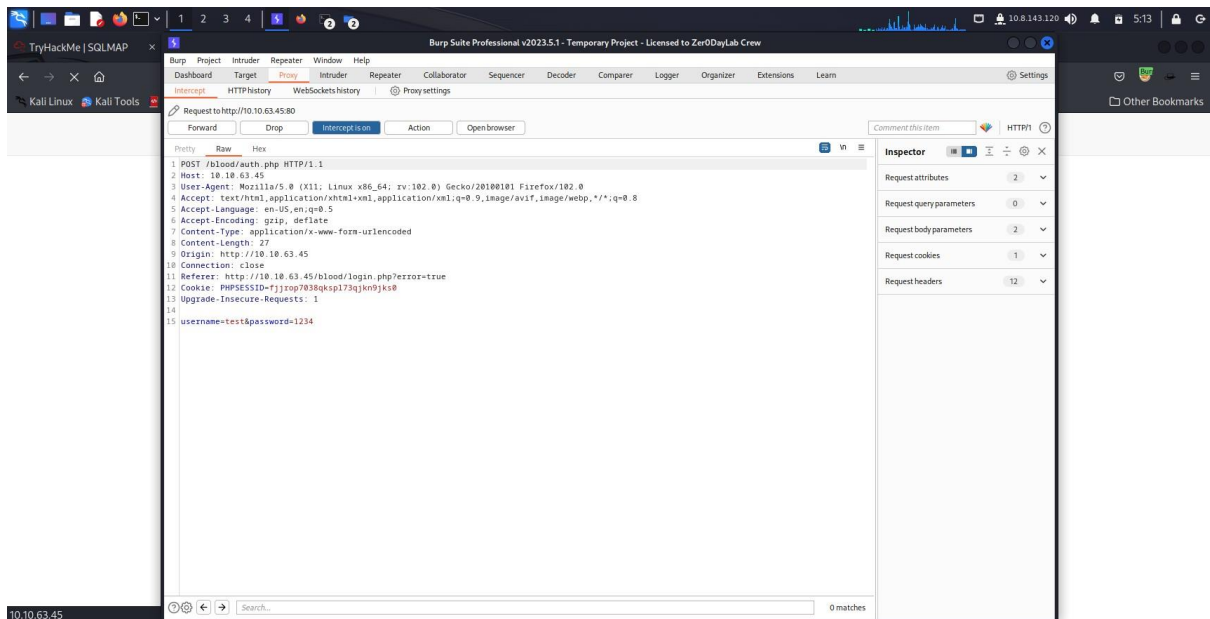 1 2 3 4
2
2
10.8.143.120
5:13
TryHackMe | SQLMAP
Burp Suite Professional v2023.5.1 - Temporary Project - Licensed to Zer0DayLab Crew
Burp Project Intruder Repeater Window Help
Dashboard Target Proxy Intruder Repeater Collaborator Sequencer Decoder Comparer Logger Organizer Extensions Learn Settings
Intercept HTTP history WebSockets history Proxy settings
Kali Linux Kali Tools
Other Bookmarks
Request to http://10.10.63.45:80
Forward Drop Intercept is on Action Open browser Comment this item HTTP/1
Pretty Raw Hex \n
Inspector
1 POST /blood/auth.php HTTP/1.1
2 Host: 10.10.63.45
3 User-Agent: Mozilla/5.0 (X11; Linux x86_64; rv:102.0) Gecko/20100101 Firefox/102.0
4 Accept: text/html,application/xhtml+xml,application/xml;q=0.9,image/avif,image/webp,*/*;q=0.8
5 Accept-Language: en-US,en;q=0.5
6 Accept-Encoding: gzip, deflate
7 Content-Type: application/x-www-form-urlencoded
8 Content-Length: 27
9 Origin: http://10.10.63.45
10 Connection: close
11 Referer: http://10.10.63.45/blood/login.php?error=true
12 Cookie: PHPSESSID=fjjrop7038qkspl73qjkn9jks0
13 Upgrade-Insecure-Requests: 1
14
15 username=test&password=1234
Request attributes 2
Request query parameters 0
Request body parameters 2
Request cookies 1
Request headers 12
Search...
0 matches
10.10.63.45